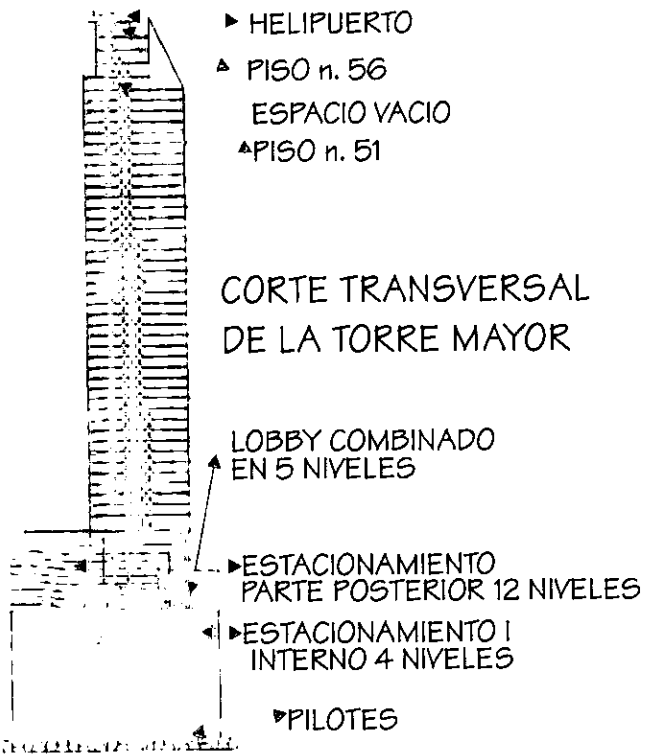 HELIPUERTO
PISO n. 56
ESPACIO VACIO
PISO n. 51
CORTE TRANSVERSAL
DE LA TORRE MAYOR
LOBBY COMBINADO
EN 5 NIVELES
ESTACIONAMIENTO
PARTE POSTERIOR 12 NIVELES
ESTACIONAMIENTO I
INTERNO 4 NIVELES
PILOTES